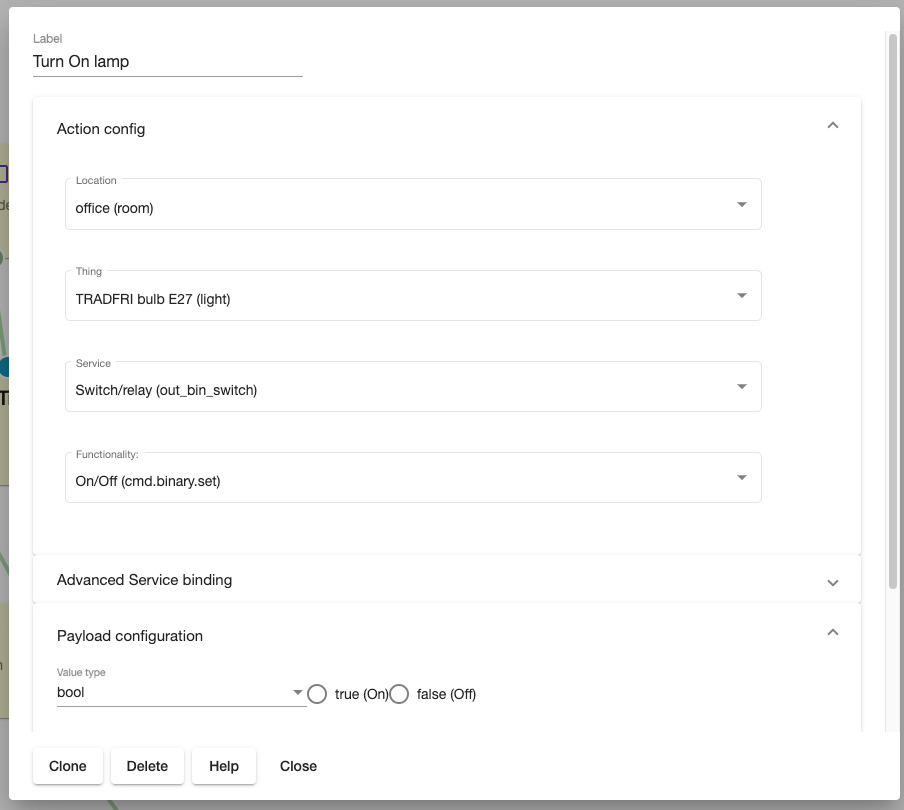 Label
Turn On lamp
Action config
Location
office (room)
Thing
TRADFRI bulb E27 (light)
Service
Switch/relay (out_bin_switch)
Functionality:
On/Off (cmd.binary.set)
Advanced Service binding
Payload configuration
Value type
bool
true (On) false (Off)
Clone Delete Help Close